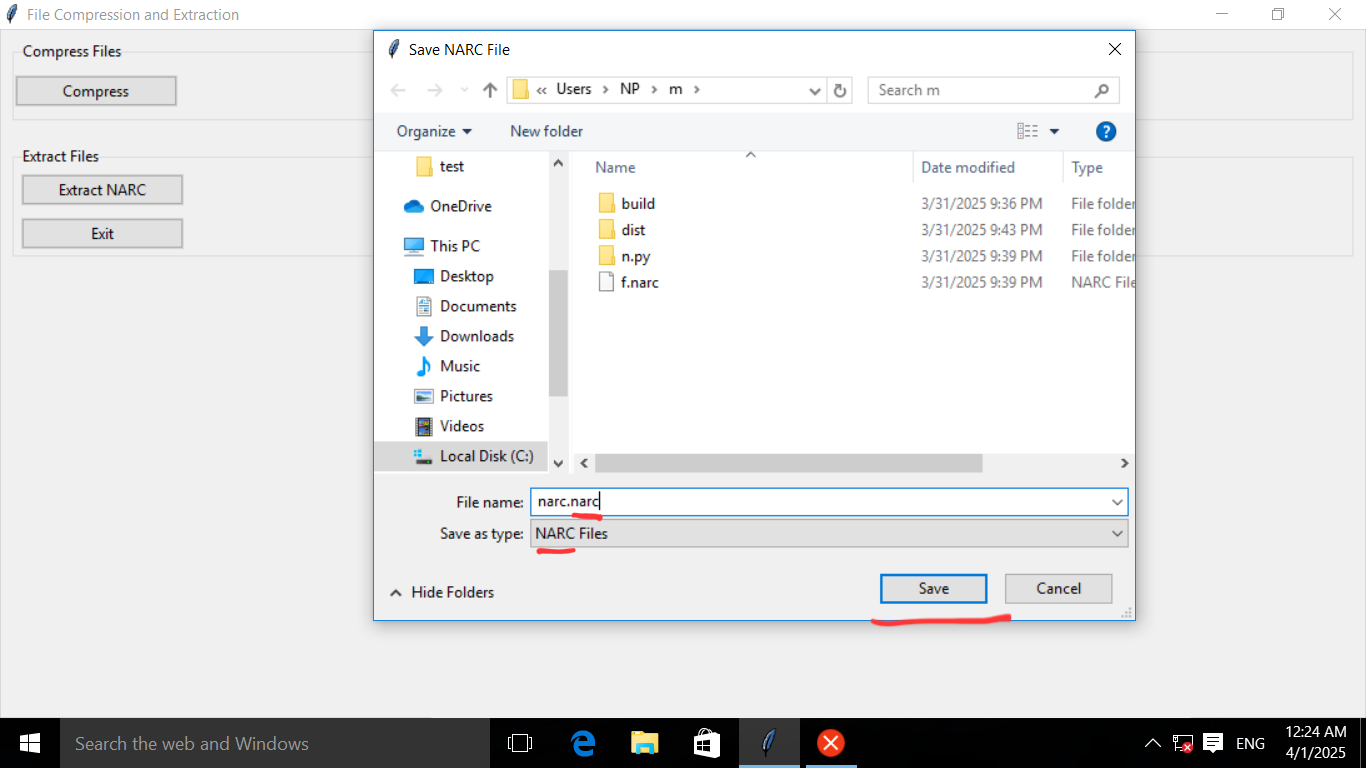 File Compression and Extraction
Compress Files
Compress
Extract Files
Extract NARC
Exit
Save NARC File
« Users > NP > m >
Search m
Organize
New folder
?
test
OneDrive
This PC
Desktop
Documents
Downloads
Music
Pictures
Videos
Local Disk (C:)
Name Date modified Type
build 3/31/2025 9:36 PM File folder
dist 3/31/2025 9:43 PM File folder
n.py 3/31/2025 9:39 PM File folder
f.narc 3/31/2025 9:39 PM NARC File
File name: narc.narc
Save as type: NARC Files
Hide Folders
Save
Cancel
Search the web and Windows
ENG
12:24 AM
4/1/2025